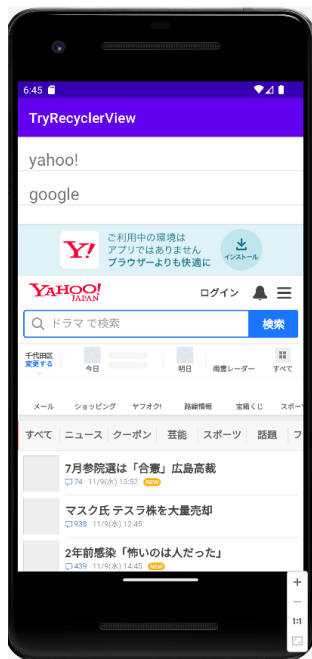 6:45
TryRecyclerView
yahoo!
google
Y!
ご利用中の環境は
アプリではありません
ブラウザーよりも快適に
インストール
YAHOO!
JAPAN
ログイン
ドラマ で検索
検索
千代田区
変更する
今日
明日
雨雲レーダー
すべて
メール ショッピング ヤフオク! 路線情報 宝箱くじ スポー
すべて ニュース クーポン 芸能 スポーツ 話題 フ
7月参院選は「合憲」広島高裁
74 11/9(水) 13:52 NEW
マスク氏 テスラ株を大量売却
938 11/9(水) 12:45
2年前感染「怖いのは人だった」
439 11/9(水) 14:45 NEW
+
−
1:1